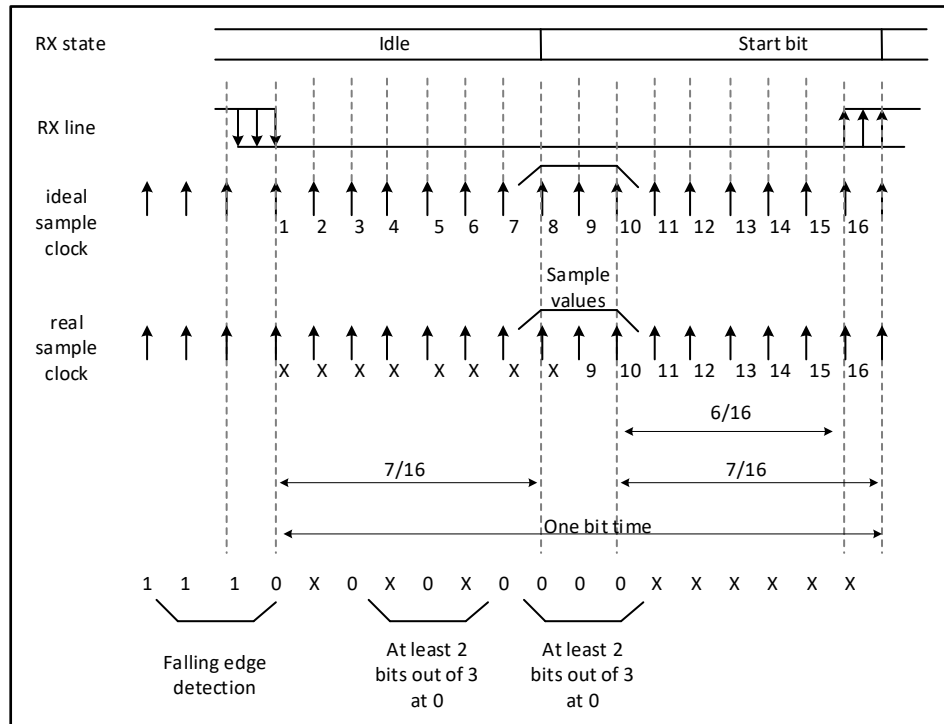 RX state
Idle
Start bit
RX line
ideal
sample
clock
1 2 3 4 5 6 7 8 9 10 11 12 13 14 15 16
Sample
values
real
sample
clock
X X X X X X X X 9 10 11 12 13 14 15 16
6/16
7/16
7/16
One bit time
1 1 1 0 X 0 X 0 X 0 0 0 0 X X X X X X
Falling edge
detection
At least 2
bits out of 3
at 0
At least 2
bits out of 3
at 0